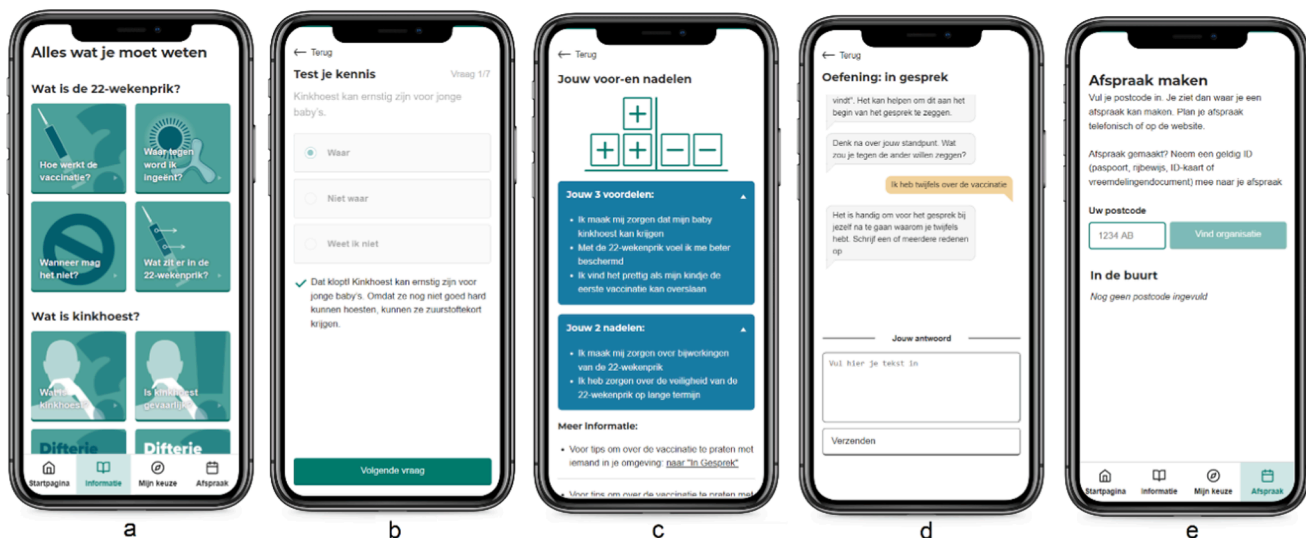 Alles wat je moet weten
Wat is de 22-wekenprik?
Hoe werkt de
vaccinatie?
Waar tegen
word ik
ingeënt?
Wanneer mag
het niet?
Wat zit er in de
22-wekenprik?
Wat is kinkhoest?
Wat is
kinkhoest?
Is kinkhoest
gevaarlijk?
Difterie
Difterie
Startpagina
Informatie
Mijn keuze
Afspraak
a
← Terug
Test je kennis
Vraag 1/7
Kinkhoest kan ernstig zijn voor jonge
baby's.
Waar
Niet waar
Weet ik niet
Dat klopt! Kinkhoest kan ernstig zijn voor
jonge baby's. Omdat ze nog niet goed hard
kunnen hoesten, kunnen ze zuurstoftekort
krijgen.
Volgende vraag
b
← Terug
Jouw voor-en nadelen
Jouw 3 voordelen:
• Ik maak mij zorgen dat mijn baby
kinkhoest kan krijgen
• Met de 22-wekenprik voel ik me beter
beschermd
• Ik vind het prettig als mijn kindje de
eerste vaccinatie kan overslaan
Jouw 2 nadelen:
• Ik maak mij zorgen over bijwerkingen
van de 22-wekenprik
• Ik heb zorgen over de veiligheid van de
22-wekenprik op lange termijn
Meer informatie:
• Voor tips om over de vaccinatie te praten met
iemand in je omgeving: naar "In Gesprek"
• Voor tips om over de vaccinatie te praten met
c
← Terug
Oefening: in gesprek
vindt". Het kan helpen om dit aan het
begin van het gesprek te zeggen.
Denk na over jouw standpunt. Wat
zou je tegen de ander willen zeggen?
Ik heb twijfels over de vaccinatie
Het is handig om voor het gesprek bij
jezelf na te gaan waarom je twijfels
hebt. Schrijf een of meerdere redenen
op
Jouw antwoord
Vul hier je tekst in
Verzenden
d
Afspraak maken
Vul je postcode in. Je ziet dan waar je een
afspraak kan maken. Plan je afspraak
telefonisch of op de website.
Afspraak gemaakt? Neem een geldig ID
(paspoort, rijbewijs, ID-kaart of
vreemdelingendocument) mee naar je afspraak
Uw postcode
1234 AB
Vind organisatie
In de buurt
Nog geen postcode ingevuld
Startpagina
Informatie
Mijn keuze
Afspraak
e